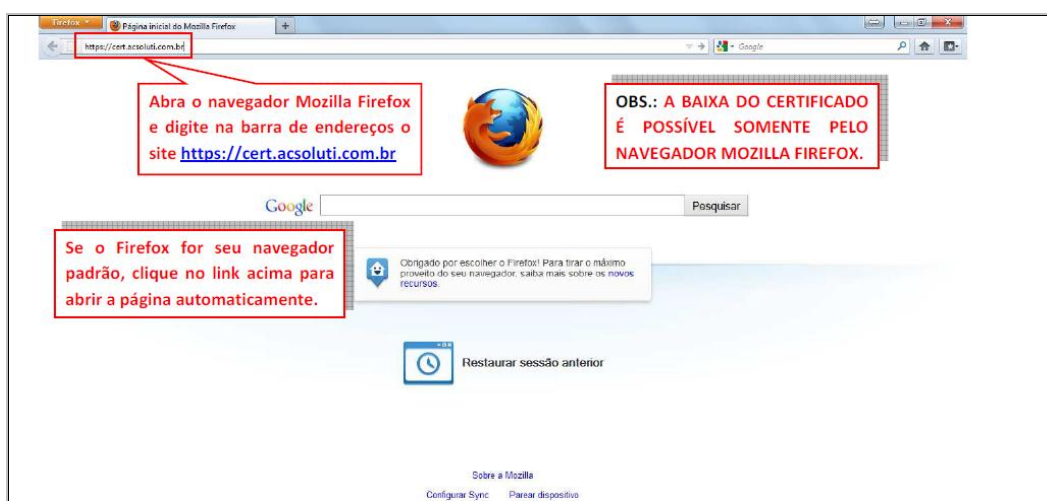 Firefox
Página inicial do Mozilla Firefox
https://cert.acsoluti.com.br
Google
Abra o navegador Mozilla Firefox
e digite na barra de endereços o
site https://cert.acsoluti.com.br
OBS.: A BAIXA DO CERTIFICADO
É POSSÍVEL SOMENTE PELO
NAVEGADOR MOZILLA FIREFOX.
Google
Pesquisar
Se o Firefox for seu navegador
padrão, clique no link acima para
abrir a página automaticamente.
Obrigado por escolher o Firefox! Para tirar o máximo
proveito do seu navegador, saiba mais sobre os novos
recursos.
Restaurar sessão anterior
Sobre a Mozilla
Configurar Sync Parear dispositivo